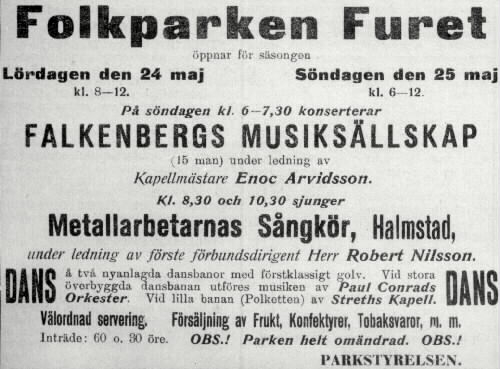 Folkparken Furet
öppnar för säsongen
Lördagen den 24 maj Söndagen den 25 maj
kl. 8—12. kl. 6—12.
På söndagen kl. 6—7,30 konserterar
FALKENBERGS MUSIKSÄLLSKAP
(15 man) under ledning av
Kapellmästare Enoc Arvidsson.
Kl. 8,30 och 10,30 sjunger
Metallarbetarnas Sångkör, Halmstad,
under ledning av förste förbundsdirigent Herr Robert Nilsson.
DANS å två nyanlagda dansbanor med förstklassigt golv. Vid stora DANS
överbyggda dansbanan utföres musiken av Paul Conrads
Orkester. Vid lilla banan (Polketten) av Streths Kapell.
Välordnad servering. Försäljning av Frukt, Konfektyrer, Tobaksvaror, m. m.
Inträde: 60 o. 30 öre. OBS.! Parken helt omändrad. OBS.!
PARKSTYRELSEN.